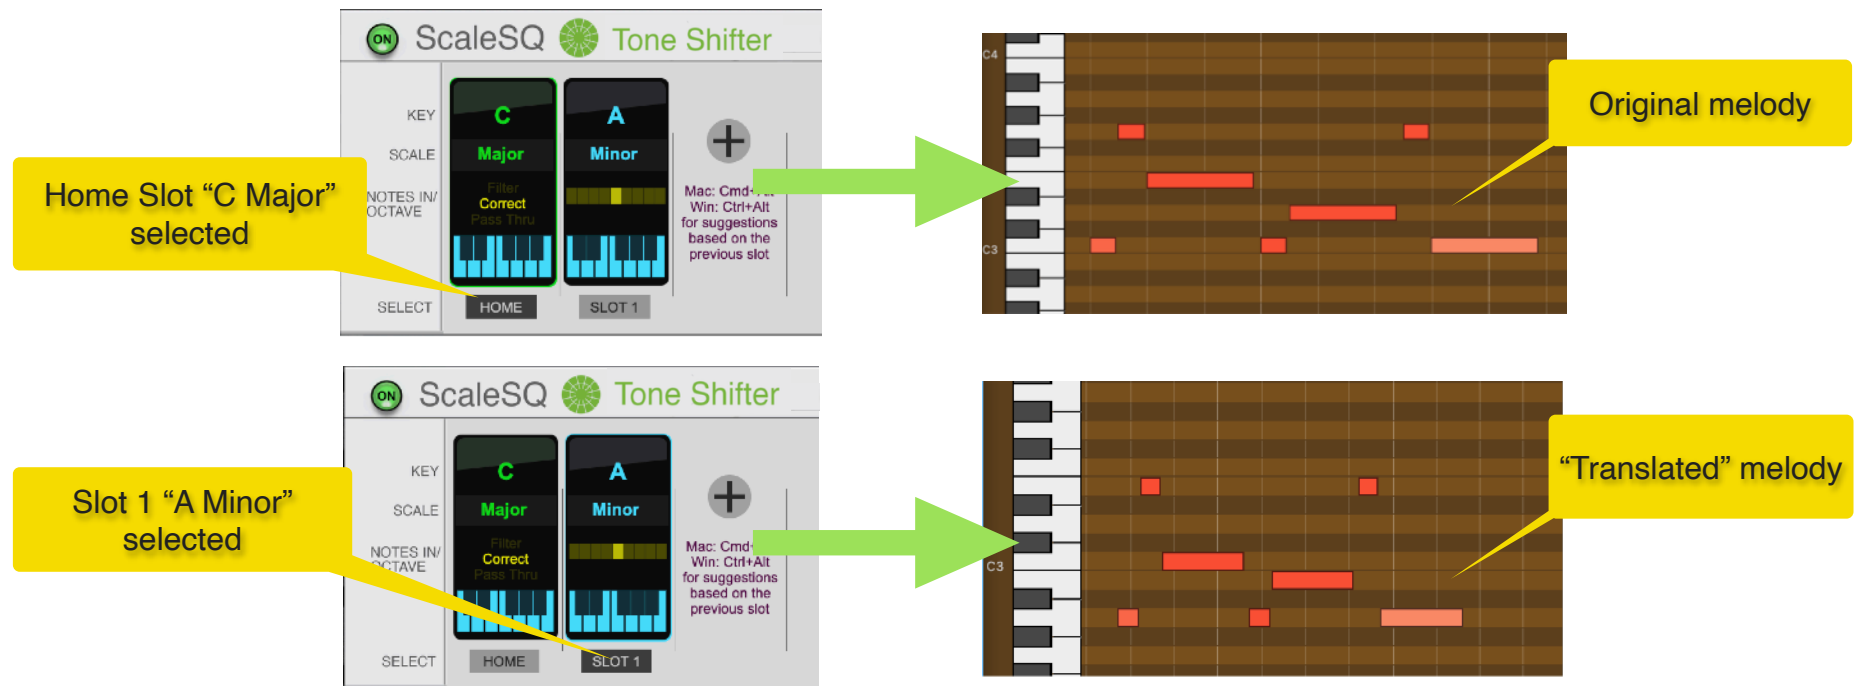 ON ScaleSQ Tone Shifter
KEY
C
A
SCALE
Major
Minor
NOTES IN/
OCTAVE
Filter
Correct
Pass Thru
Mac: Cmd+Alt
Win: Ctrl+Alt
for suggestions
based on the
previous slot
SELECT
HOME
SLOT 1
Home Slot “C Major”
selected
C4
C3
Original melody
ON ScaleSQ Tone Shifter
KEY
C
A
SCALE
Major
Minor
NOTES IN/
OCTAVE
Filter
Correct
Pass Thru
Mac: Cmd+
Win: Ctrl+Alt
for suggestions
based on the
previous slot
SELECT
HOME
SLOT 1
Slot 1 “A Minor”
selected
C3
“Translated” melody